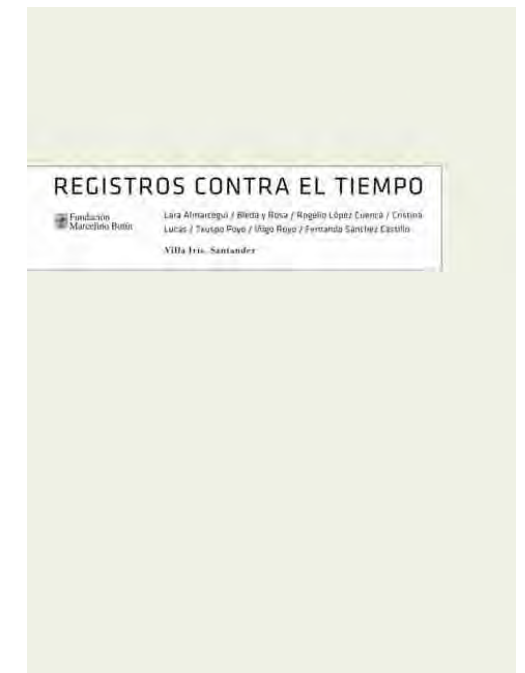 REGISTROS CONTRA EL TIEMPO
Fundación
Marcelino Botín
Lara Almarcegui / Bleda y Rosa / Rogelio López Cuenca / Cristina
Lucas / Txuspo Poyo / Iñigo Royo / Fernando Sánchez Castillo
Villa Iris. Santander